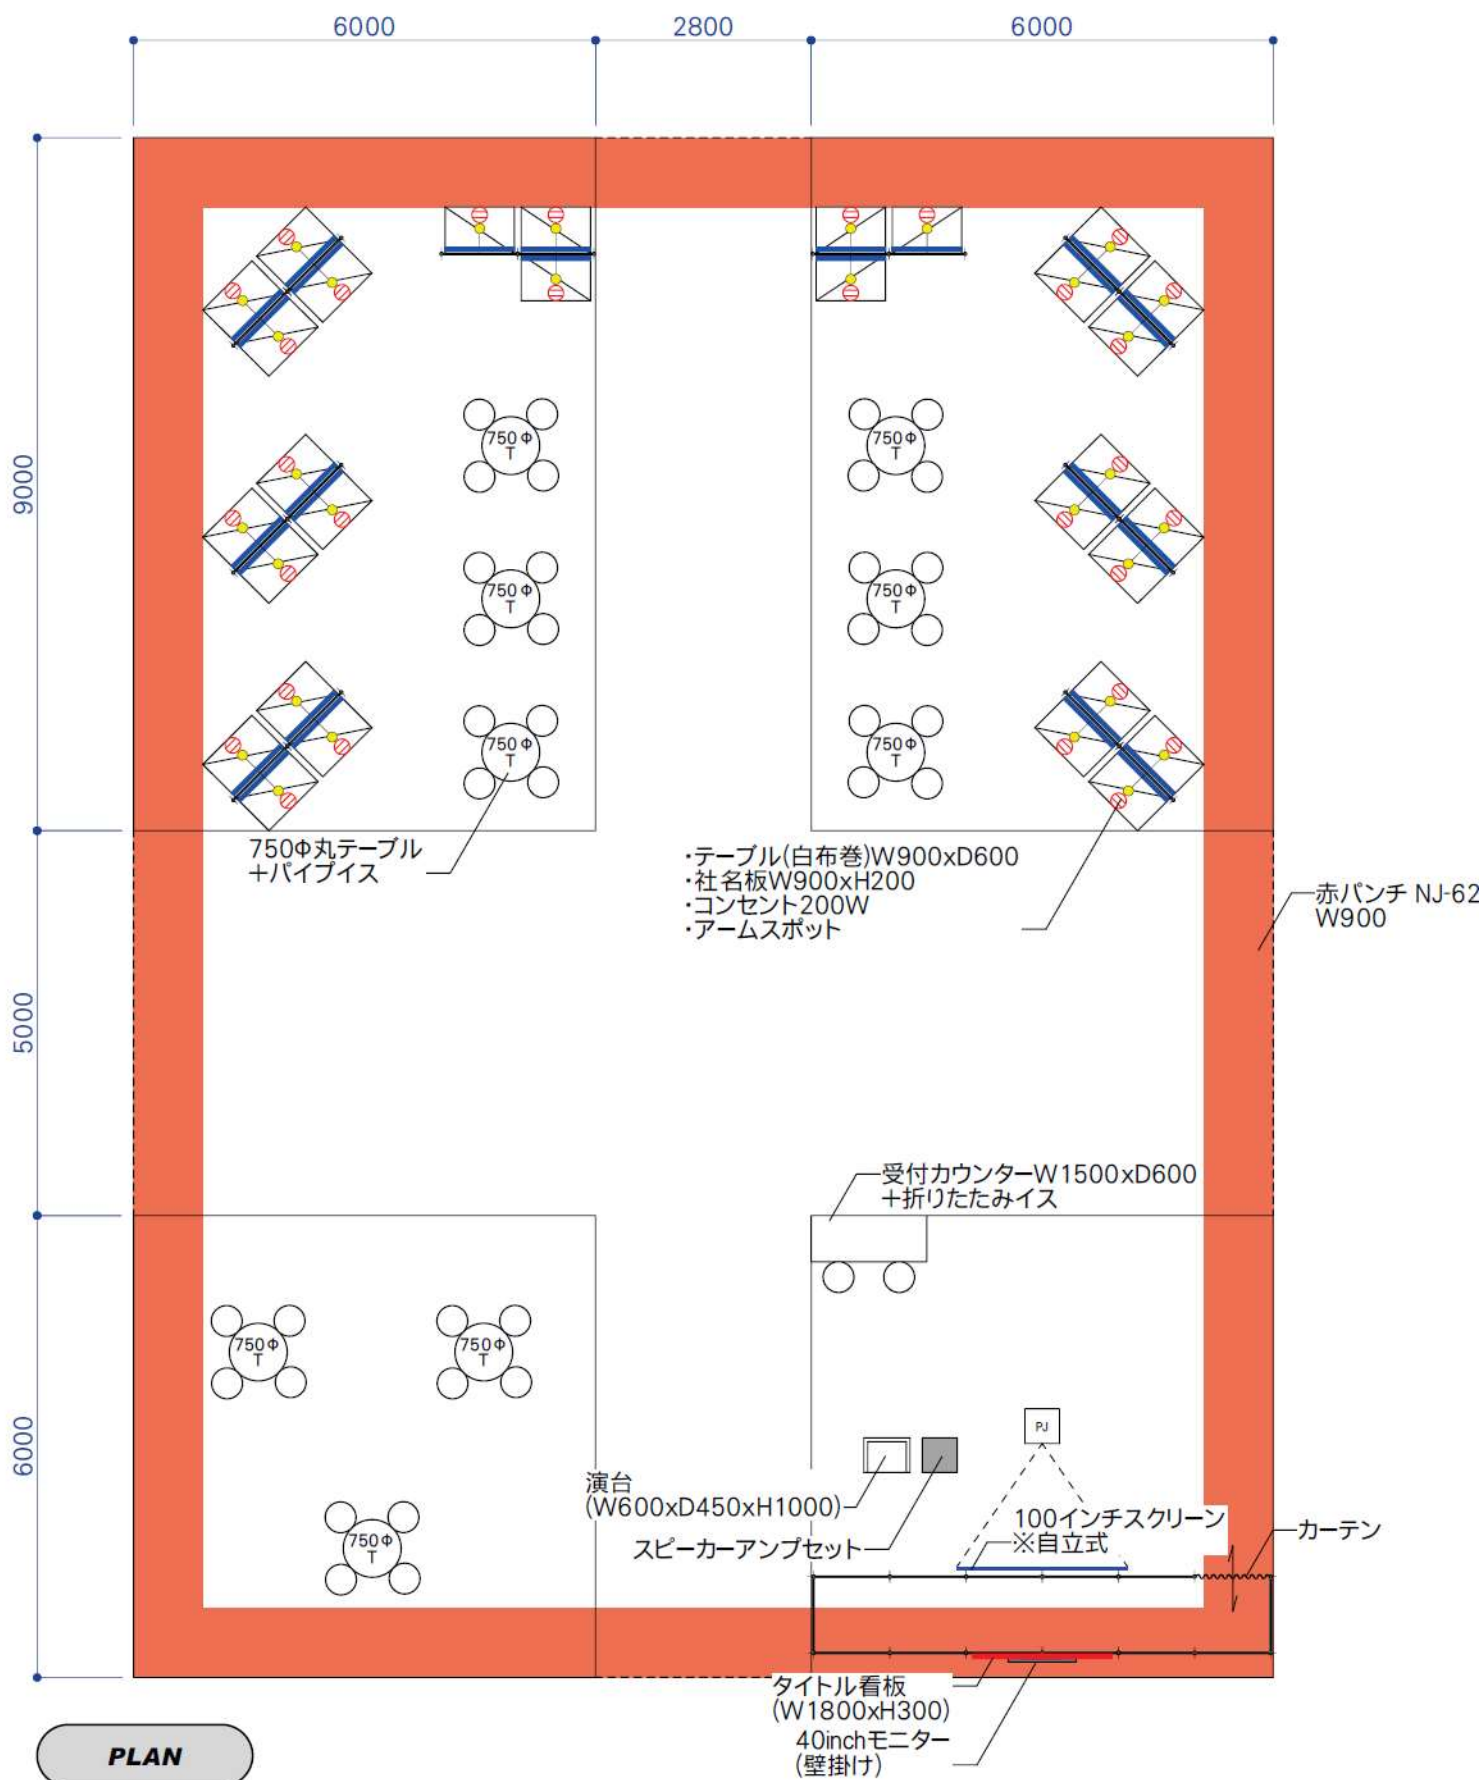 6000
2800
6000
9000
750Φ
T
750Φ
T
750Φ
T
750Φ
T
750Φ
T
750Φ
T
750Φ丸テーブル
+パイプイス
・テーブル(白布巻)W900xD600
・社名板W900xH200
・コンセント200W
・アームスポット
赤パンチ NJ-62
W900
5000
受付カウンターW1500xD600
+折りたたみイス
6000
750Φ
T
750Φ
T
750Φ
T
PJ
演台
(W600xD450xH1000)
スピーカーアンプセット
100インチスクリーン
※自立式
カーテン
タイトル看板
(W1800xH300)
40inchモニター
(壁掛け)
PLAN